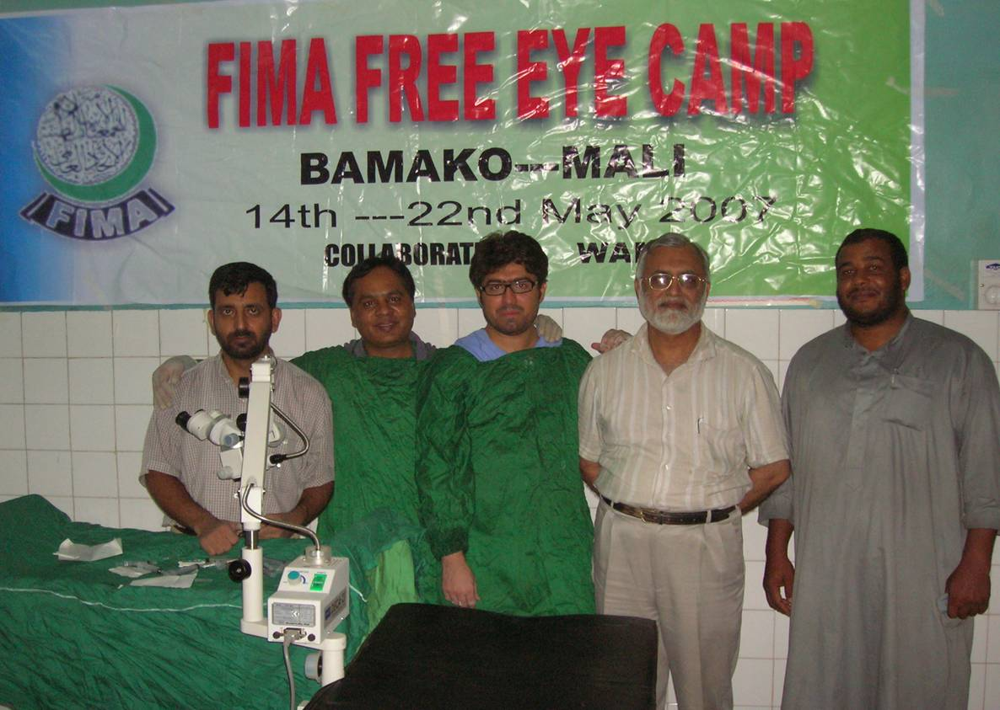 FIMA FREE EYE CAMP
BAMAKO---MALI
14th ---22nd May 2007
FIMA